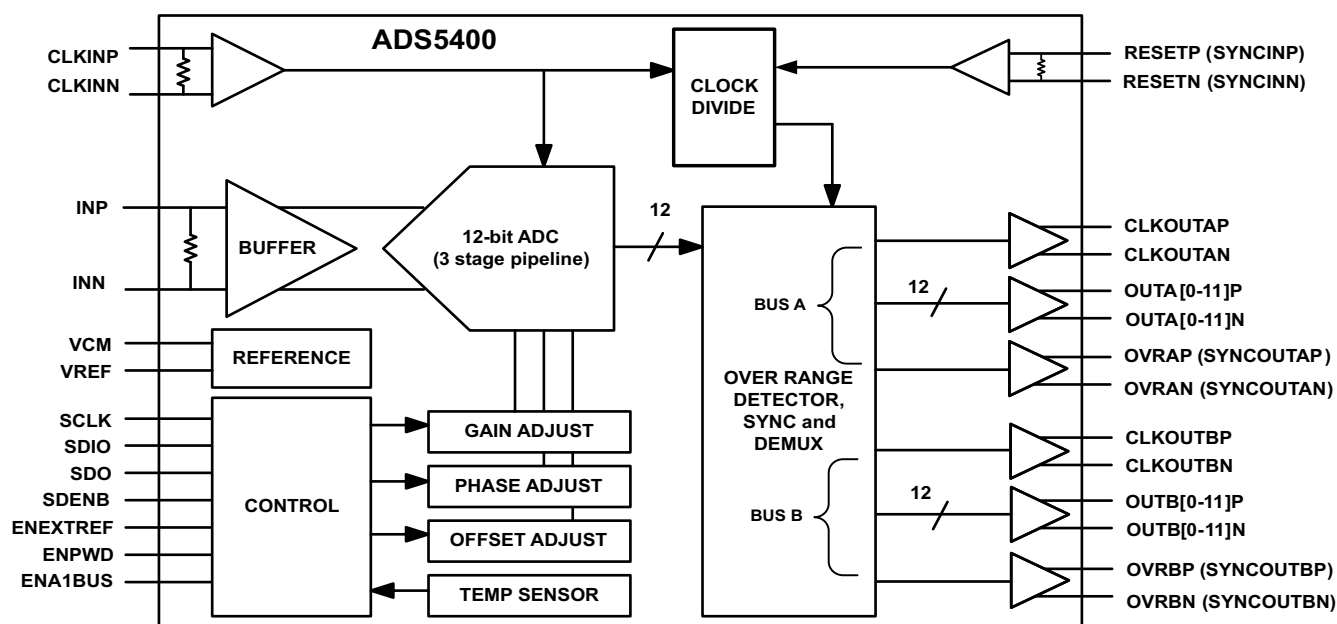 ADS5400
CLKINP
CLKINN
CLOCK
DIVIDE
RESETP (SYNCINP)
RESETN (SYNCINN)
INP
INN
BUFFER
12-bit ADC
(3 stage pipeline)
12
VCM
VREF
REFERENCE
SCLK
SDIO
SDO
SDENB
ENEXTREF
ENPWD
ENA1BUS
CONTROL
GAIN ADJUST
PHASE ADJUST
OFFSET ADJUST
TEMP SENSOR
BUS A
OVER RANGE
DETECTOR,
SYNC and
DEMUX
BUS B
12
12
CLKOUTAP
CLKOUTAN
OUTA[0-11]P
OUTA[0-11]N
OVRAP (SYNCOUTAP)
OVRAN (SYNCOUTAN)
CLKOUTBP
CLKOUTBN
OUTB[0-11]P
OUTB[0-11]N
OVRBP (SYNCOUTBP)
OVRBN (SYNCOUTBN)